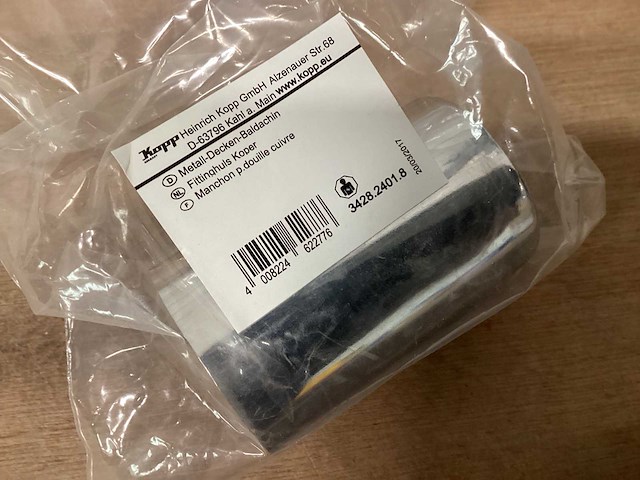 Kopp Heinrich Kopp GmbH Alzenauer Str.68
D-63796 Kahl a. Main www.kopp.eu
D Metall-Decken-Baldachin
NL Fittinghuls Koper
F Manchon p.douille cuivre
4 008224 622776
3428.2401.8
20/03/2017